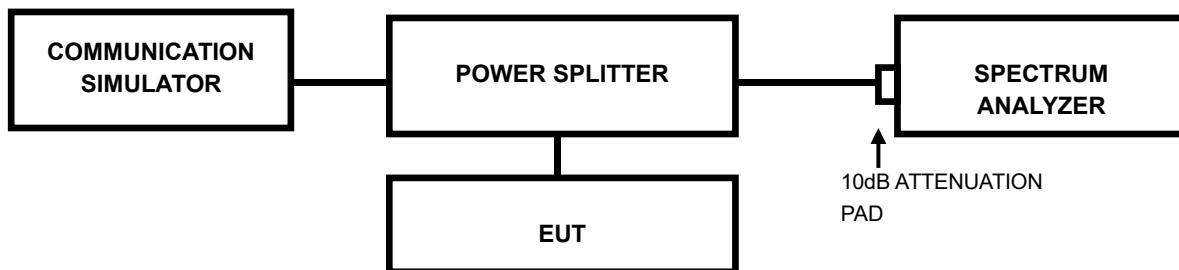 COMMUNICATION
SIMULATOR
POWER SPLITTER
SPECTRUM
ANALYZER
10dB ATTENUATION
PAD
EUT